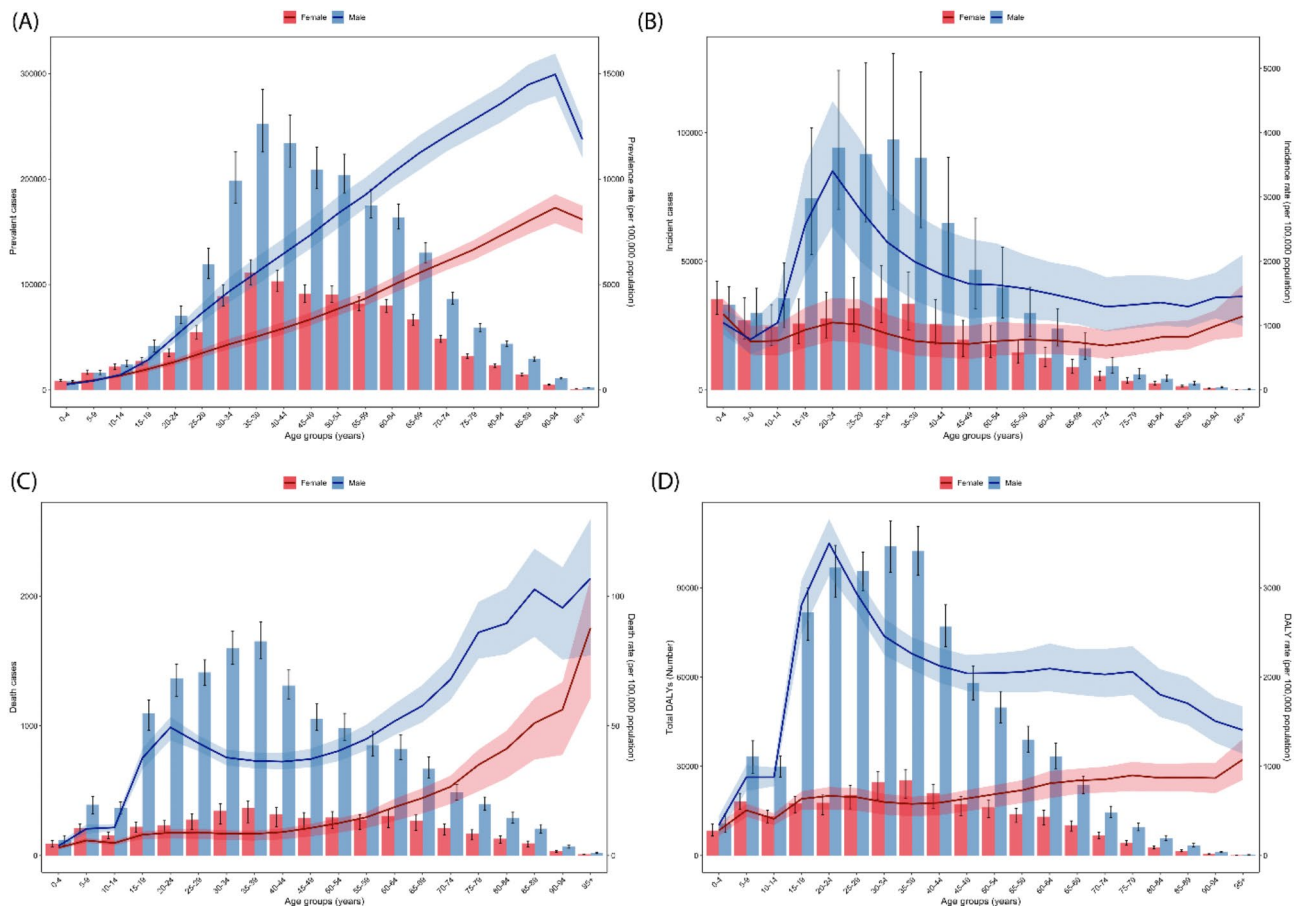 (A)
Female Male
Prevalent cases
300000
200000
100000
0
15000
10000
5000
0
Prevalence rate (per 100,000 population)
0-4 5-9 10-14 15-19 20-24 25-29 30-34 35-39 40-44 45-49 50-54 55-59 60-64 65-69 70-74 75-79 80-84 85-89 90-94 95+
Age groups (years)
(B)
Female Male
Incident cases
100000
50000
0
5000
4000
3000
2000
1000
0
Incidence rate (per 100,000 population)
0-4 5-9 10-14 15-19 20-24 25-29 30-34 35-39 40-44 45-49 50-54 55-59 60-64 65-69 70-74 75-79 80-84 85-89 90-94 95+
Age groups (years)
(C)
Female Male
Death cases
2000
1000
0
100
50
0
Death rate (per 100,000 population)
0-4 5-9 10-14 15-19 20-24 25-29 30-34 35-39 40-44 45-49 50-54 55-59 60-64 65-69 70-74 75-79 80-84 85-89 90-94 95+
Age groups (years)
(D)
Female Male
Total DALYs (Number)
90000
60000
30000
0
3000
2000
1000
0
DALY rate (per 100,000 population)
0-4 5-9 10-14 15-19 20-24 25-29 30-34 35-39 40-44 45-49 50-54 55-59 60-64 65-69 70-74 75-79 80-84 85-89 90-94 95+
Age groups (years)